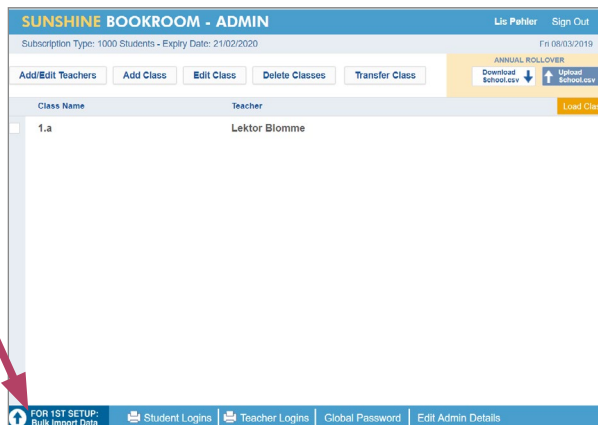 SUNSHINE BOOKROOM - ADMIN
Lis Pøhler Sign Out
Subscription Type: 1000 Students - Expiry Date: 21/02/2020
Fri 08/03/2019
ANNUAL ROLLOVER
Add/Edit Teachers Add Class Edit Class Delete Classes Transfer Class
Download School.csv
Upload School.csv
Class Name Teacher Load Clas
1.a Lektor Blomme
FOR 1ST SETUP:
Bulk Import Data
Student Logins Teacher Logins Global Password Edit Admin Details